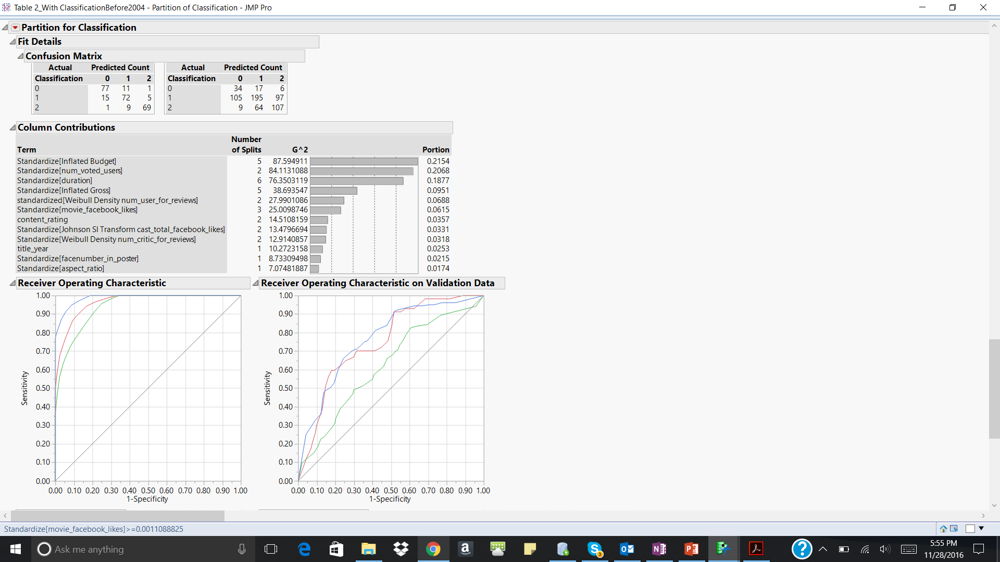 Table 2_With ClassificationBefore2004 - Partition of Classification - JMP Pro
Partition for Classification
Fit Details
Confusion Matrix
Actual Predicted Count
Classification 0 1 2
0 77 11 1
1 15 72 5
2 1 9 69
Actual Predicted Count
Classification 0 1 2
0 34 17 6
1 105 195 97
2 9 64 107
Column Contributions
Term Number of Splits G^2 Portion
Standardize[Inflated Budget] 5 87.594911 0.2154
Standardize[num_voted_users] 2 84.1131088 0.2068
Standardize[duration] 6 76.3503119 0.1877
Standardize[Inflated Gross] 5 38.693547 0.0951
standardized[Weibull Density num_user_for_reviews] 2 27.9901086 0.0688
Standardize[movie_facebook_likes] 3 25.0098746 0.0615
content_rating 2 14.5108159 0.0357
Standardize[Johnson SI Transform cast_total_facebook_likes] 2 13.4796694 0.0331
Standardize[Weibull Density num_critic_for_reviews] 2 12.9140857 0.0318
title_year 1 10.2723158 0.0253
Standardize[facenumber_in_poster] 1 8.73309498 0.0215
Standardize[aspect_ratio] 1 7.07481887 0.0174
Receiver Operating Characteristic
1.00
0.90
0.80
0.70
0.60
0.50
0.40
0.30
0.20
0.10
0.00
Sensitivity
0.00 0.10 0.20 0.30 0.40 0.50 0.60 0.70 0.80 0.90 1.00
1-Specificity
Receiver Operating Characteristic on Validation Data
1.00
0.90
0.80
0.70
0.60
0.50
0.40
0.30
0.20
0.10
0.00
Sensitivity
0.00 0.10 0.20 0.30 0.40 0.50 0.60 0.70 0.80 0.90 1.00
1-Specificity
Standardize[movie_facebook_likes]>=0.0011088825
Ask me anything
3
5:55 PM
11/28/2016